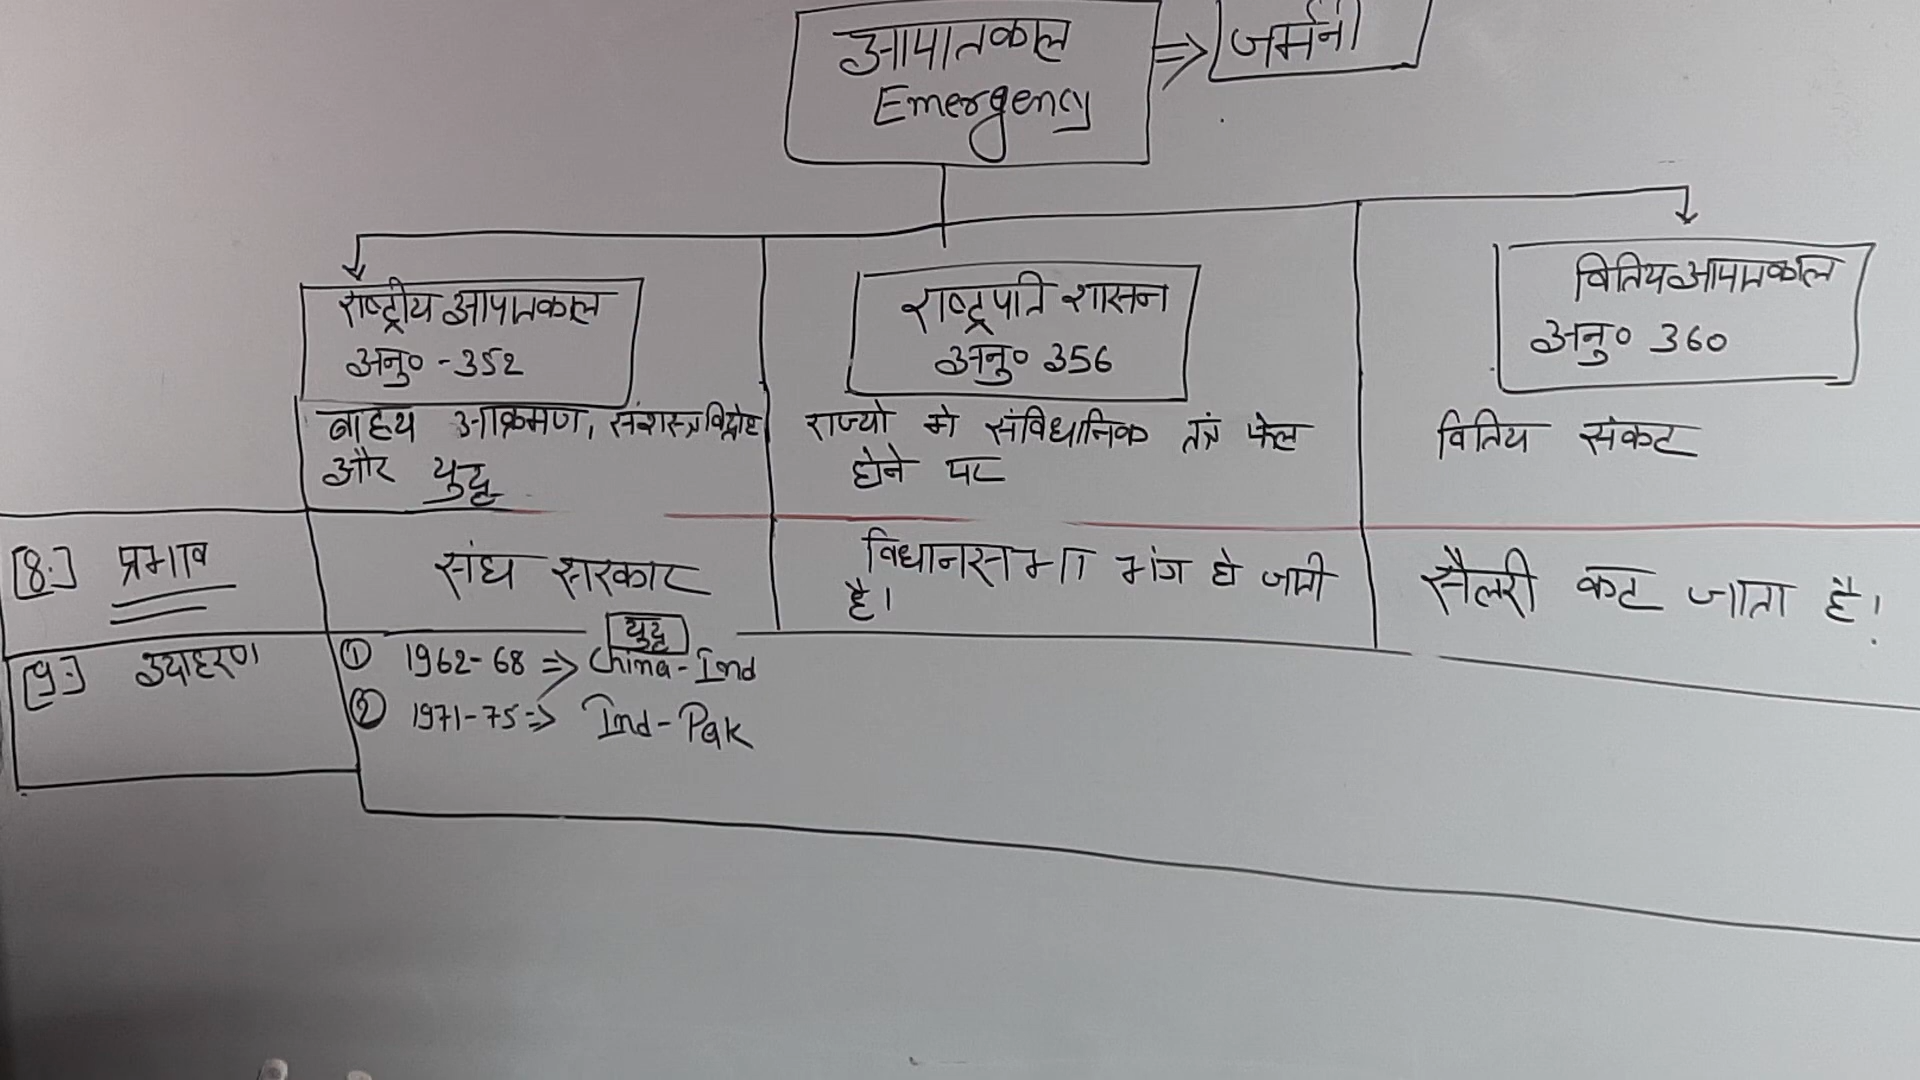 आपातकाल
Emergency
⇒ जर्मनी
राष्ट्रीय आपातकाल
अनु० - 352
राष्ट्रपति शासन
अनु० 356
वितिय आपातकाल
अनु० 360
बाहय आक्रमण, संशस्त्र विद्रोह
और युद्ध
राज्यो मे संविधानिक तंत्र फेल
होने पर
वितिय संकट
[8.] प्रभाव
संघ सरकार
विधानसभा भंग हो जाती
है।
सैलरी कट जाता है।
[9.] उदाहरण
युद्ध
① 1962-68 ⇒ China-Ind
② 1971-75 ⇒ Ind-Pak